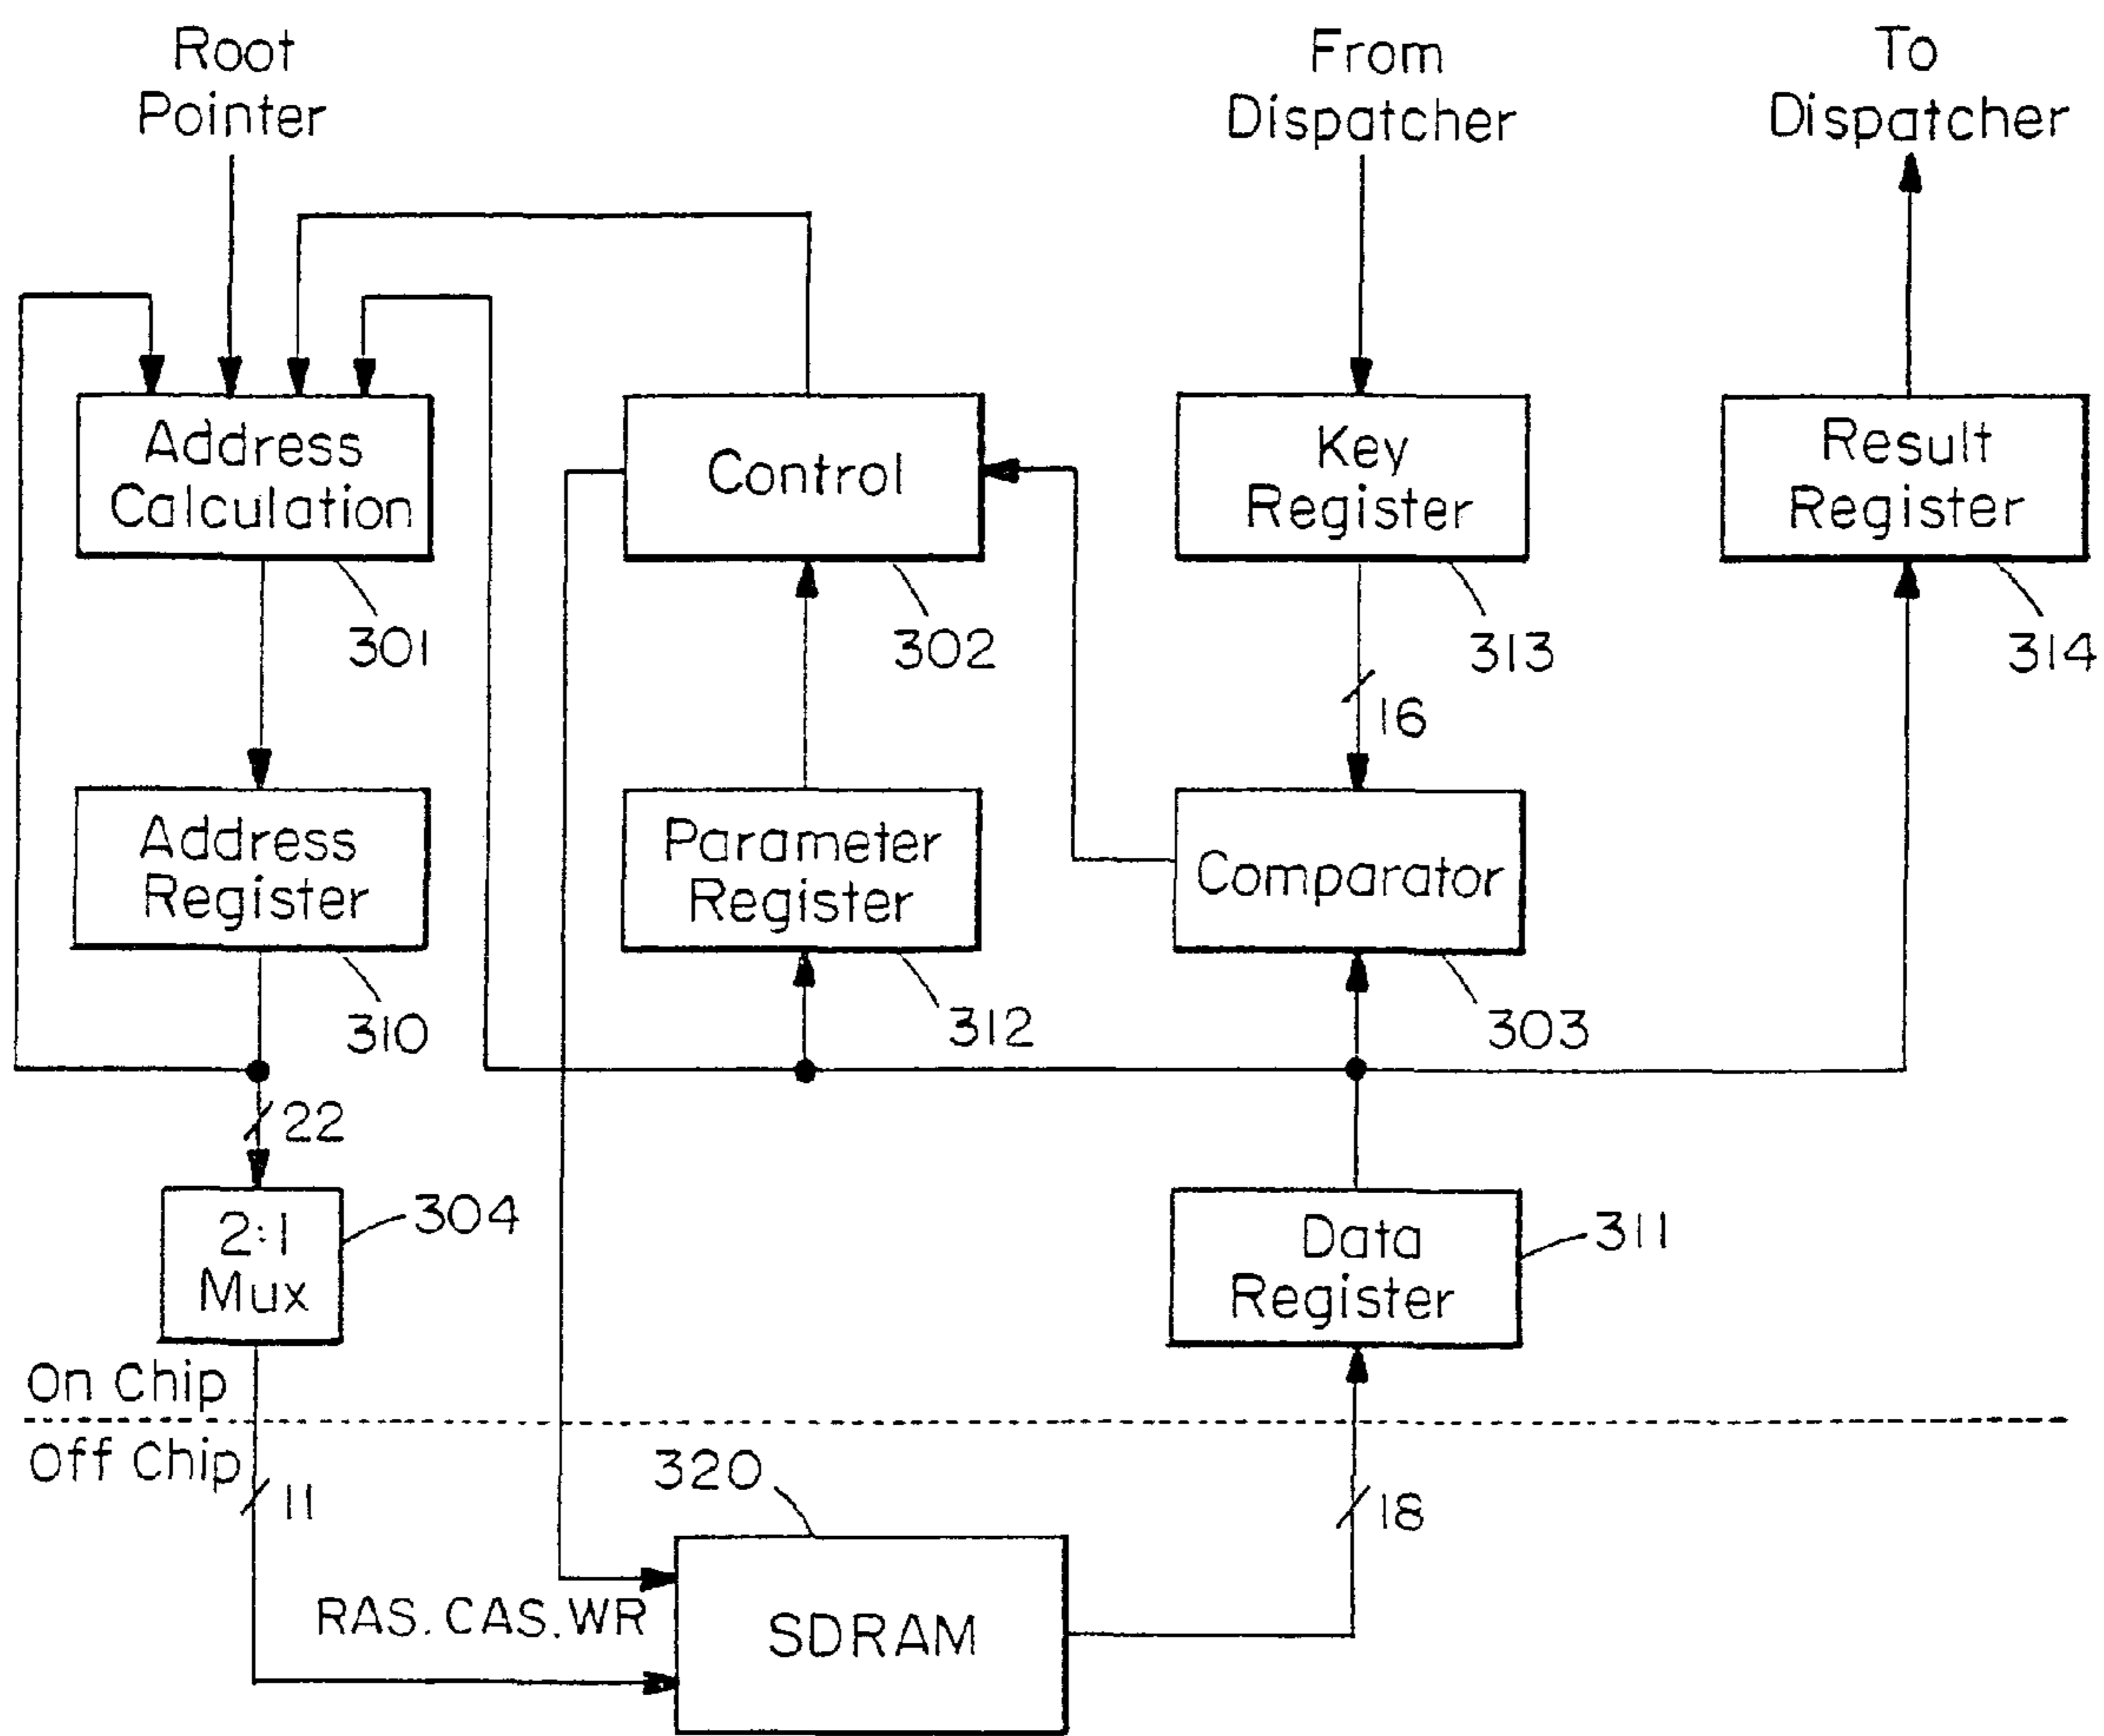 Root
Pointer
From
Dispatcher
To
Dispatcher
Address
Calculation
Control
Key
Register
Result
Register
301
302
313
314
16
Address
Register
Parameter
Register
Comparator
310
312
303
22
2:1
Mux
304
Data
Register
311
On Chip
Off Chip
11
320
18
RAS. CAS. WR
SDRAM